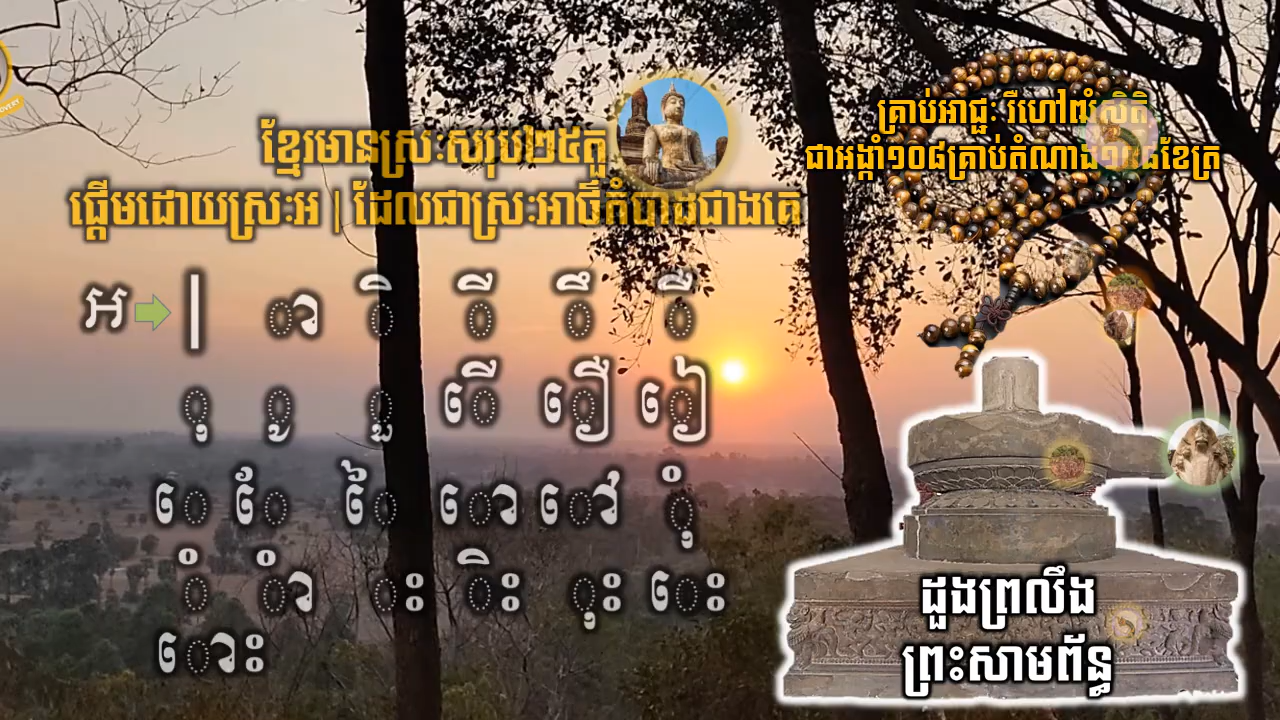 ខ្មែរមានស្រៈសរុប២៥តួ
ផ្ដើមដោយស្រៈអ | ដែលជាស្រៈអាថ៌កំបាំងជាងគេ
អ | ា ិ ី ឹ ឺ
ុ ូ ួ ើ ឿ ៀ
េ ែ ៃ ោ ៅ ុំ
ំ ាំ ះ ិះ ុះ េះ
ោះ
គ្រាប់អាជ្ញៈ រឺហៅ
ជាអង្កាំ១០៨គ្រាប់តំណាង
ដួងព្រលឹង
ព្រះសាមព័ន្ធ
OVERY